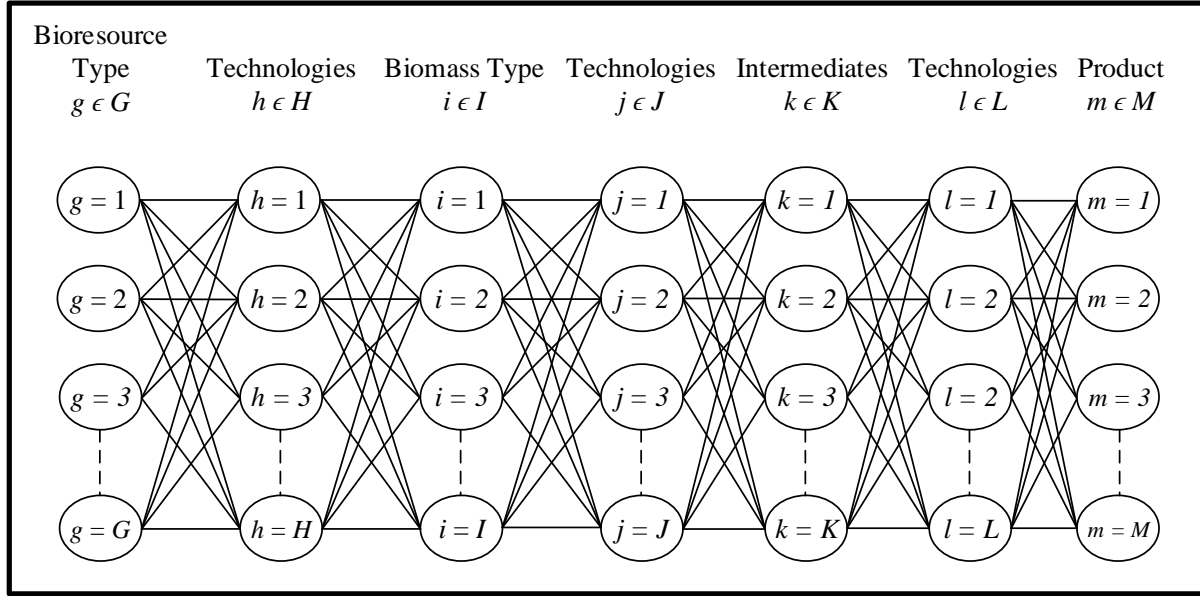 Bioresource
Type Technologies Biomass Type Technologies Intermediates Technologies Product
g ϵ G h ϵ H i ϵ I j ϵ J k ϵ K l ϵ L m ϵ M
g = 1 h = 1 i = 1 j = 1 k = 1 l = 1 m = 1
g = 2 h = 2 i = 2 j = 2 k = 2 l = 2 m = 2
g = 3 h = 3 i = 3 j = 3 k = 3 l = 2 m = 3
g = G h = H i = I j = J k = K l = L m = M